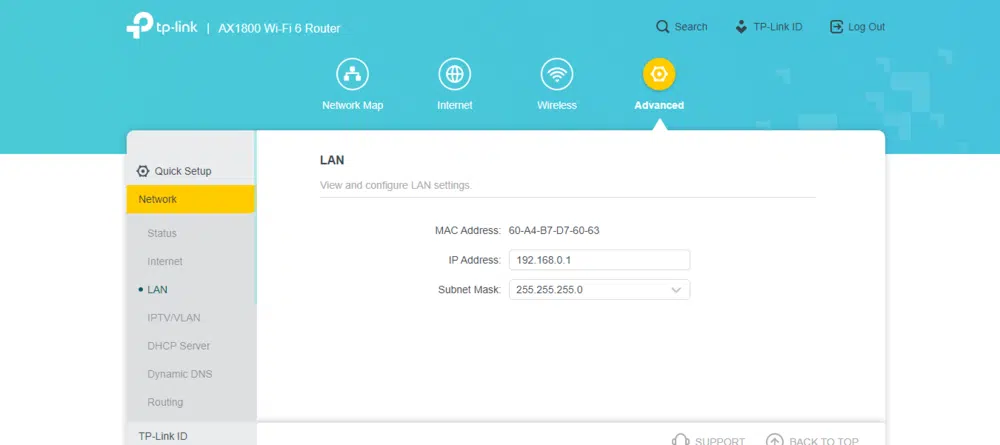 tp-link | AX1800 Wi-Fi 6 Router
Search
TP-Link ID
Log Out
Network Map
Internet
Wireless
Advanced
Quick Setup
Network
Status
Internet
LAN
IPTV/VLAN
DHCP Server
Dynamic DNS
Routing
TP-Link ID
LAN
View and configure LAN settings.
MAC Address: 60-A4-B7-D7-60-63
IP Address: 192.168.0.1
Subnet Mask: 255.255.255.0
SUPPORT
BACK TO TOP